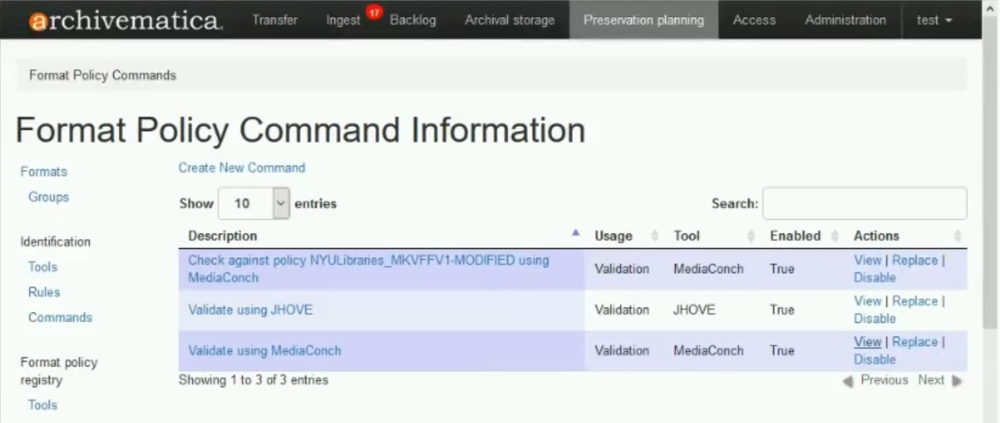 archivematica. Transfer Ingest 17 Backlog Archival storage Preservation planning Access Administration test
Format Policy Commands
Format Policy Command Information
Formats
Groups
Identification
Tools
Rules
Commands
Format policy
registry
Tools
Create New Command
Show 10 entries Search:
Description Usage Tool Enabled Actions
Check against policy NYULibraries_MKVFFV1-MODIFIED using
MediaConch
Validation MediaConch True
View | Replace |
Disable
Validate using JHOVE Validation JHOVE True
View | Replace |
Disable
Validate using MediaConch Validation MediaConch True
View | Replace |
Disable
Showing 1 to 3 of 3 entries Previous Next